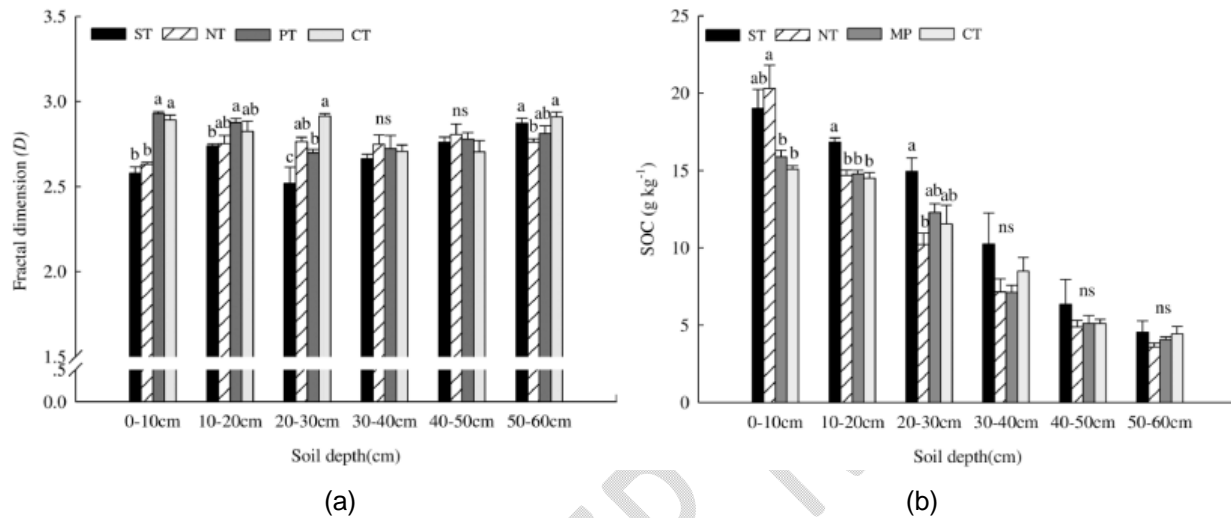 3.5
ST NT PT CT
3.0
2.5
2.0
1.5
.5
0.0
Fractal dimension (D)
b b a a
b ab a ab
c ab b a
ns
ns
a b ab a
0-10cm 10-20cm 20-30cm 30-40cm 40-50cm 50-60cm
Soil depth(cm)
(a)
25
ST NT MP CT
20
15
10
5
0
SOC (g kg⁻¹)
ab a b b
a b b b
a b ab ab
ns
ns
ns
0-10cm 10-20cm 20-30cm 30-40cm 40-50cm 50-60cm
Soil depth(cm)
(b)